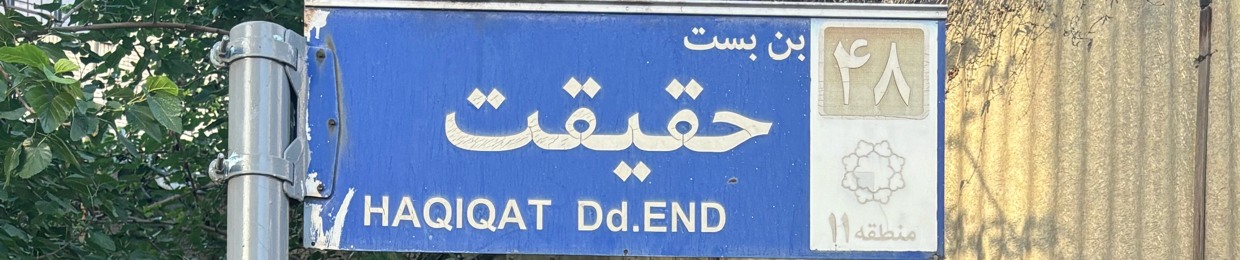 بن بست
حقیقت
HAQIQAT Dd.END
۴۸
منطقه ۱۱